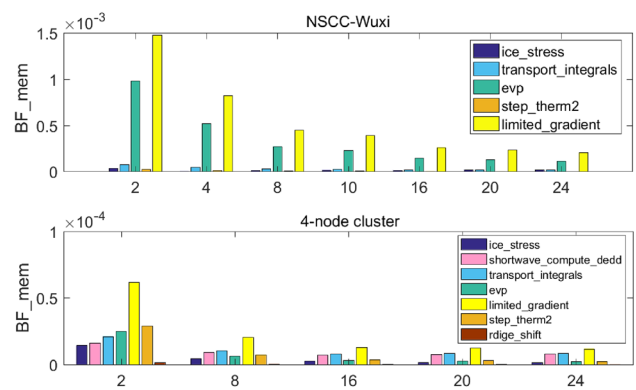 NSCC-Wuxi
×10⁻³
1.5
1
0.5
0
BF_mem
2 4 8 10 16 20 24
ice_stress
transport_integrals
evp
step_therm2
limited_gradient
4-node cluster
×10⁻⁴
1
0.5
0
BF_mem
2 8 16 20 24
ice_stress
shortwave_compute_dedd
transport_integrals
evp
limited_gradient
step_therm2
rdige_shift